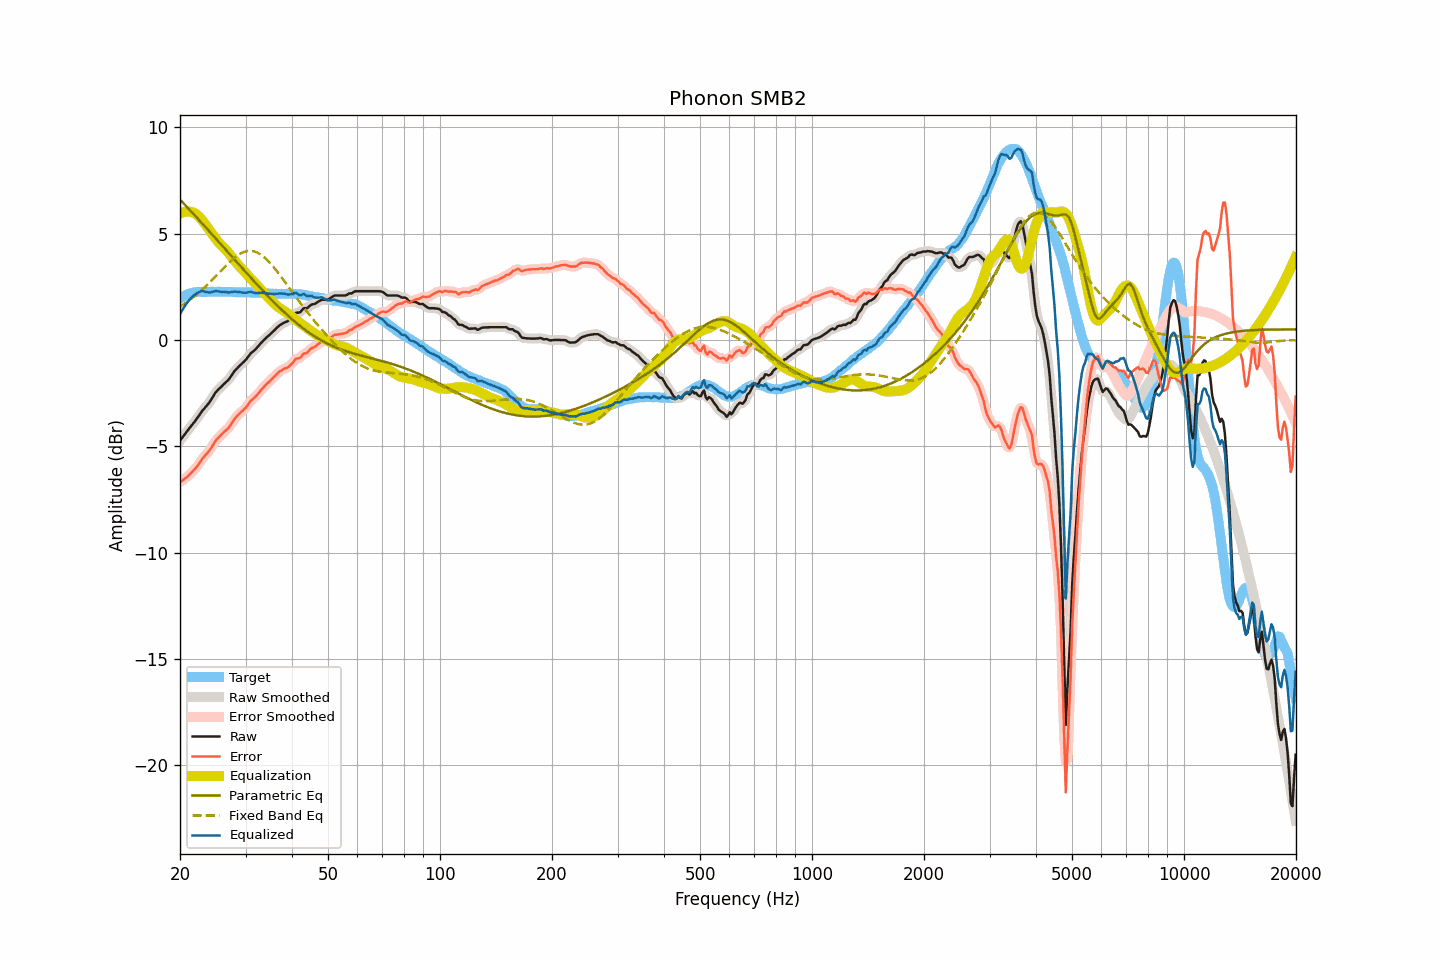 Phonon SMB2
10
5
0
−5
−10
−15
−20
Amplitude (dBr)
Target
Raw Smoothed
Error Smoothed
Raw
Error
Equalization
Parametric Eq
Fixed Band Eq
Equalized
20 50 100 200 500 1000 2000 5000 10000 20000
Frequency (Hz)